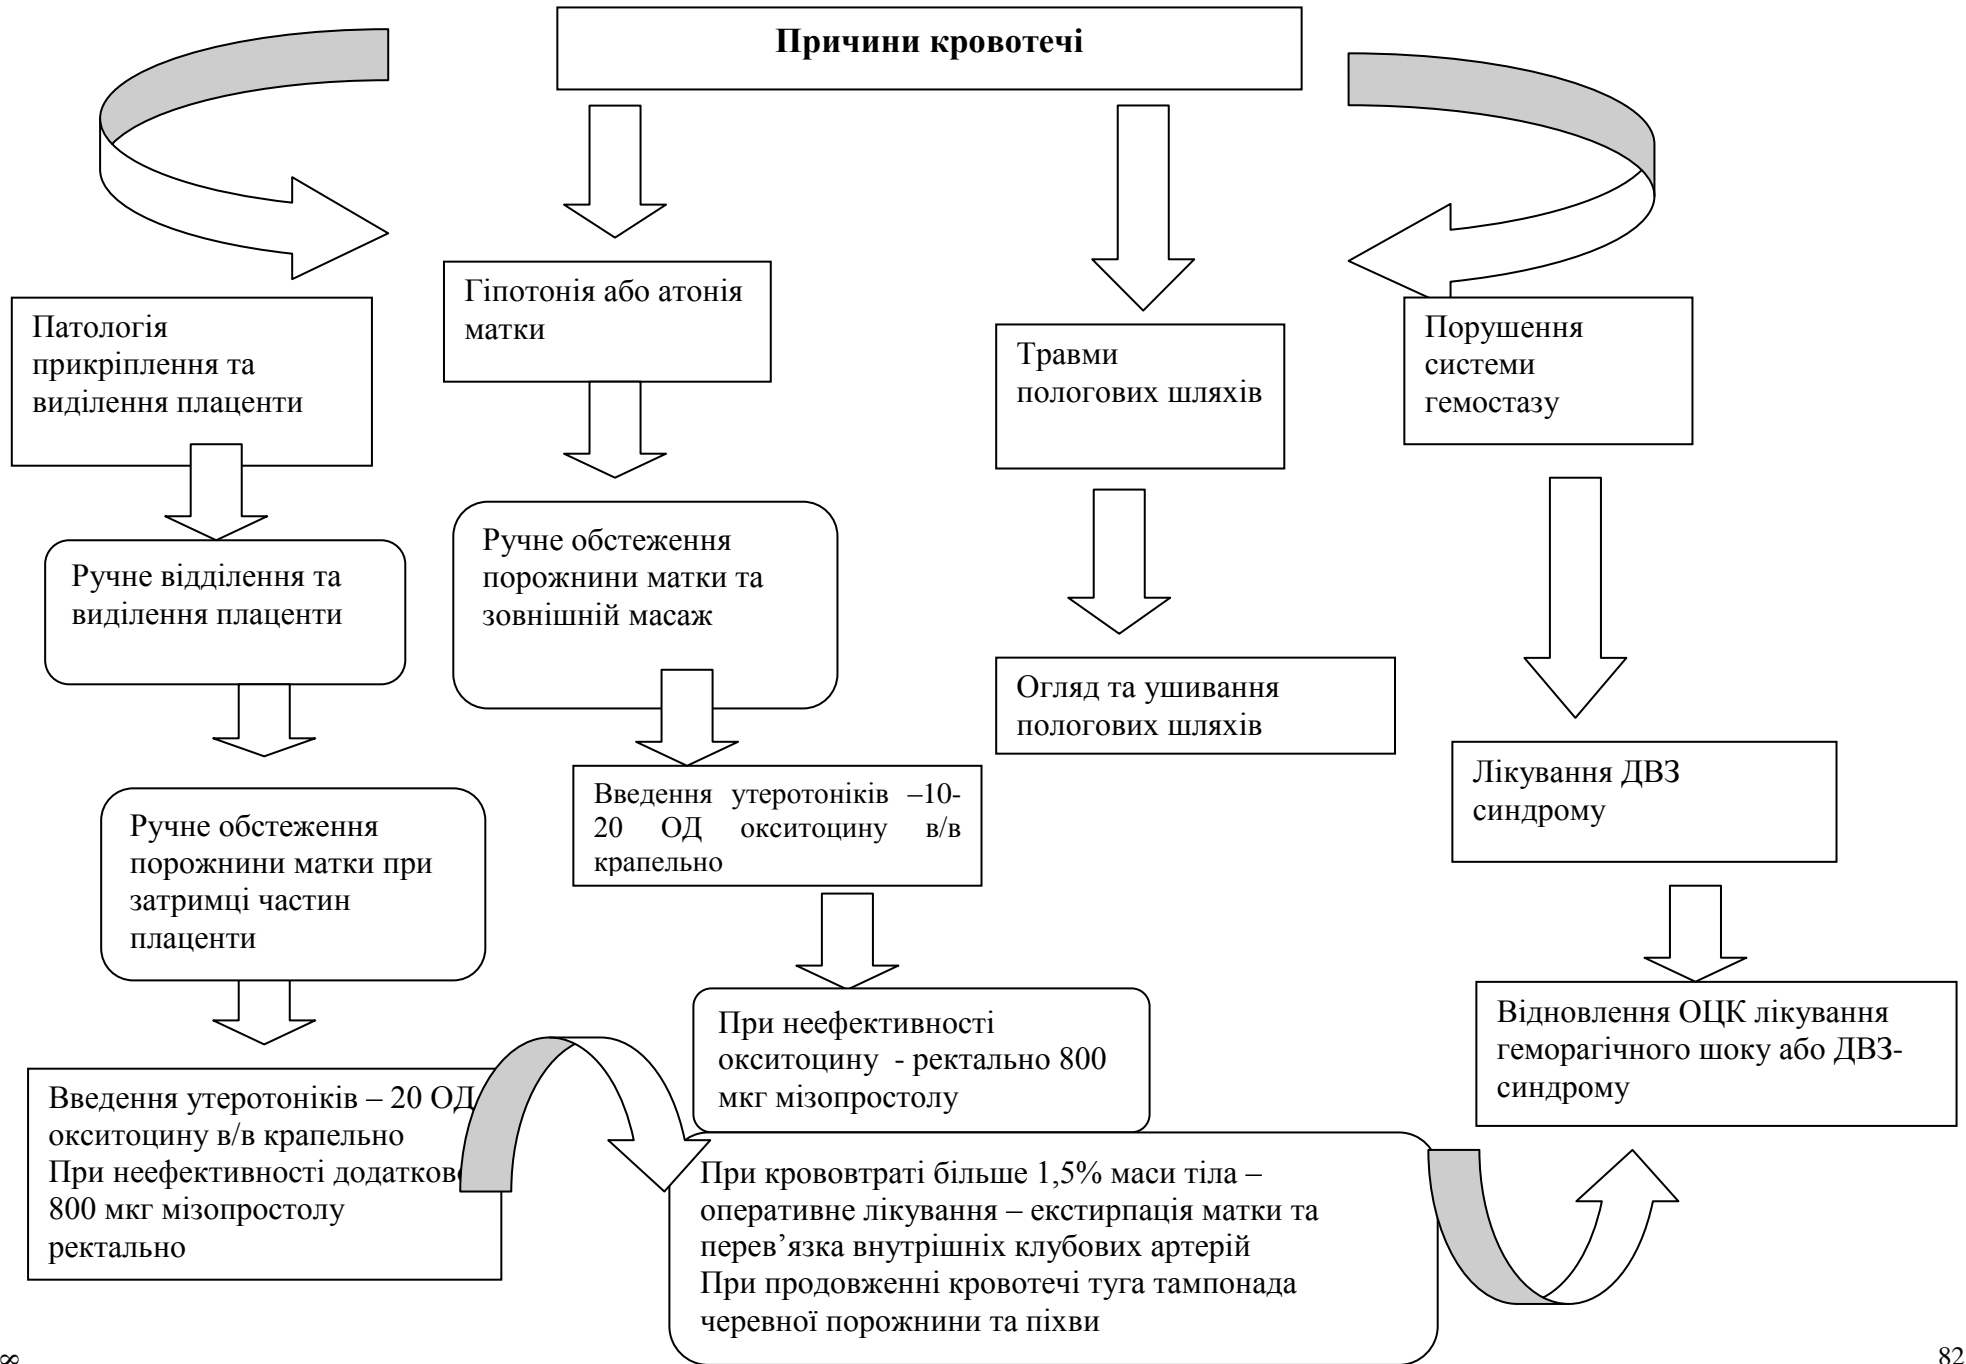 Причини кровотечі
Патологія
прикріплення та
виділення плаценти
Ручне відділення та
виділення плаценти
Ручне обстеження
порожнини матки при
затримці частин
плаценти
Введення утеротоніків – 20 ОД
окситоцину в/в крапельно
При неефективності додатково
800 мкг мізопростолу
ректально
Гіпотонія або атонія
матки
Ручне обстеження
порожнини матки та
зовнішній масаж
Введення утеротоніків –10-
20 ОД окситоцину в/в
крапельно
При неефективності
окситоцину - ректально 800
мкг мізопростолу
При крововтраті більше 1,5% маси тіла –
оперативне лікування – екстирпація матки та
перев’язка внутрішніх клубових артерій
При продовженні кровотечі туга тампонада
черевної порожнини та піхви
Травми
пологових шляхів
Огляд та ушивання
пологових шляхів
Порушення
системи
гемостазу
Лікування ДВЗ
синдрому
Відновлення ОЦК лікування
геморагічного шоку або ДВЗ-
синдрому
8
82